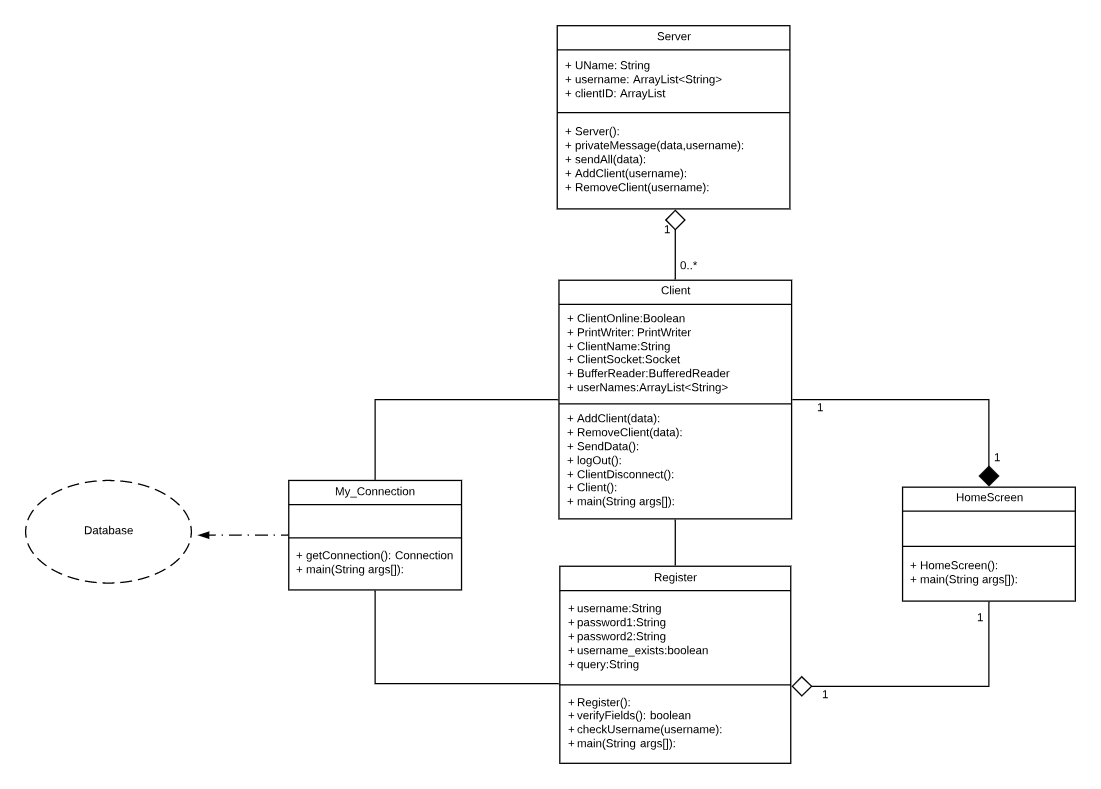 Server
+ UName: String
+ username: ArrayList<String>
+ clientID: ArrayList
+ Server():
+ privateMessage(data,username):
+ sendAll(data):
+ AddClient(username):
+ RemoveClient(username):
1
0..*
Client
+ ClientOnline:Boolean
+ PrintWriter: PrintWriter
+ ClientName:String
+ ClientSocket:Socket
+ BufferReader:BufferedReader
+ userNames:ArrayList<String>
+ AddClient(data):
+ RemoveClient(data):
+ SendData():
+ logOut():
+ ClientDisconnect():
+ Client():
+ main(String args[]):
1
1
Database
My_Connection
+ getConnection(): Connection
+ main(String args[]):
HomeScreen
+ HomeScreen():
+ main(String args[]):
1
1
Register
+ username:String
+ password1:String
+ password2:String
+ username_exists:boolean
+ query:String
+ Register():
+ verifyFields(): boolean
+ checkUsername(username):
+ main(String args[]):